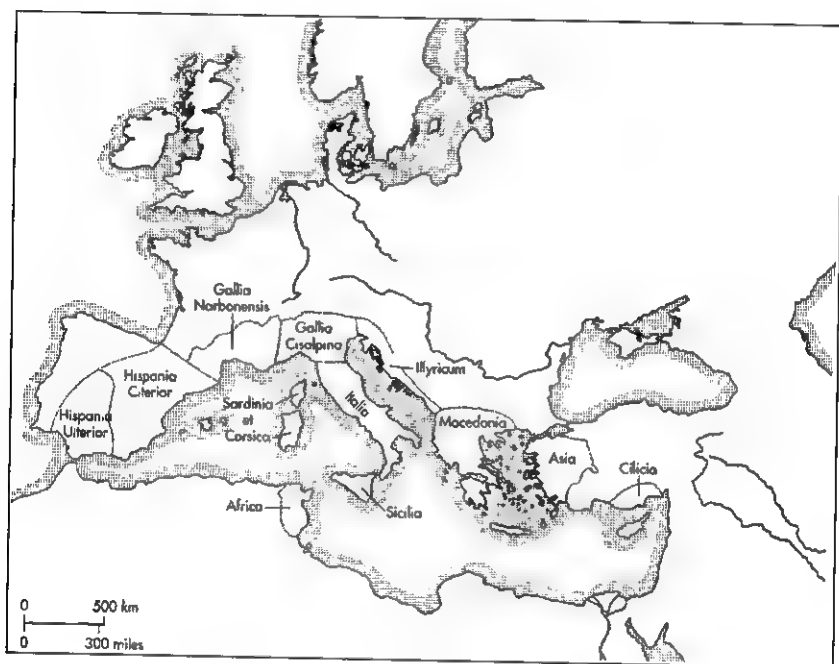 Gallia
Narbonensis
Gallia
Cisalpina
Illyricum
Hispania
Citerior
Hispania
Ulterior
Sardinia
et
Corsica
Italia
Macedonia
Asia
Cilicia
Africa
Sicilia
0 500 km
0 300 miles